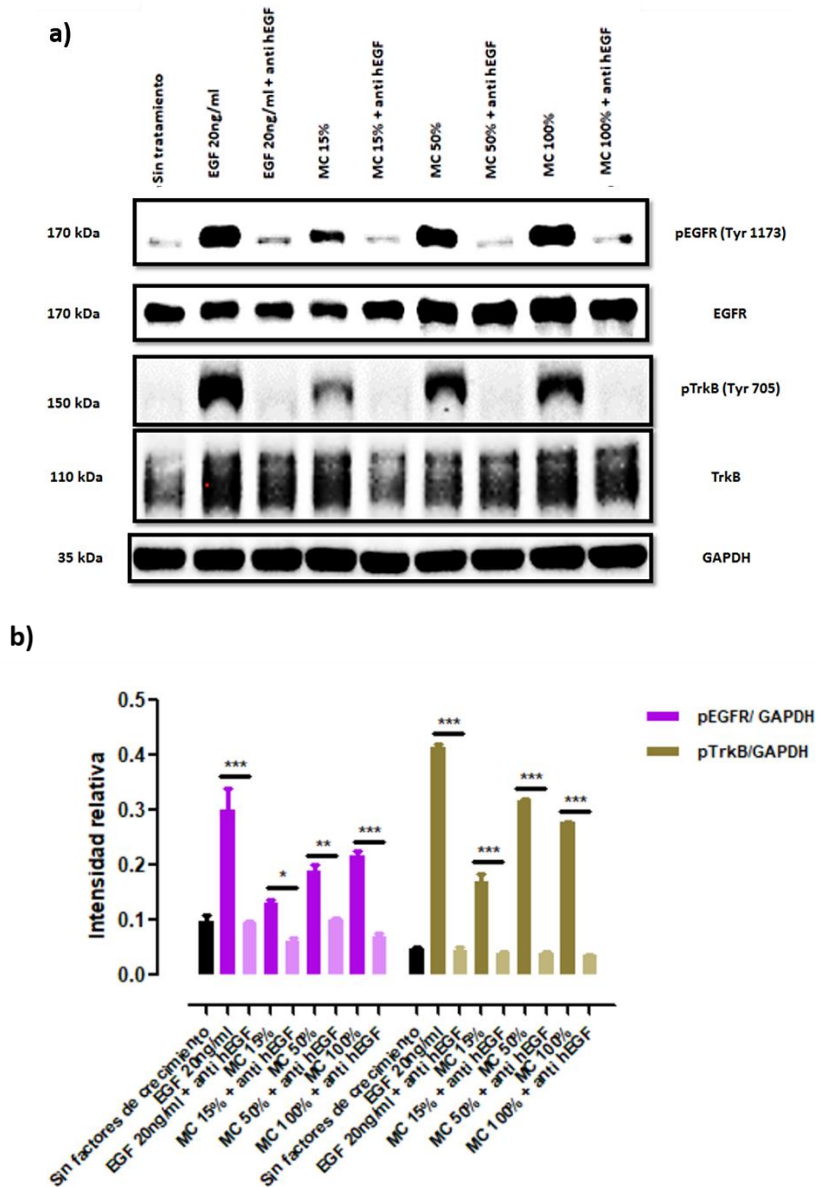 a)
Sin tratamiento
EGF 20ng/ml
EGF 20ng/ml + anti hEGF
MC 15%
MC 15% + anti hEGF
MC 50%
MC 50% + anti hEGF
MC 100%
MC 100% + anti hEGF
170 kDa pEGFR (Tyr 1173)
170 kDa EGFR
150 kDa pTrkB (Tyr 705)
110 kDa TrkB
35 kDa GAPDH
b)
Intensidad relativa
0.5
0.4
0.3
0.2
0.1
0.0
*** * ** *** *** *** *** ***
pEGFR/ GAPDH
pTrkB/GAPDH
Sin factores de crecimiento
EGF 20ng/ml
EGF 20ng/ml + anti hEGF
MC 15%
MC 15% + anti hEGF
MC 50%
MC 50% + anti hEGF
MC 100%
MC 100% + anti hEGF
Sin factores de crecimiento
EGF 20ng/ml
EGF 20ng/ml + anti hEGF
MC 15%
MC 15% + anti hEGF
MC 50%
MC 50% + anti hEGF
MC 100%
MC 100% + anti hEGF